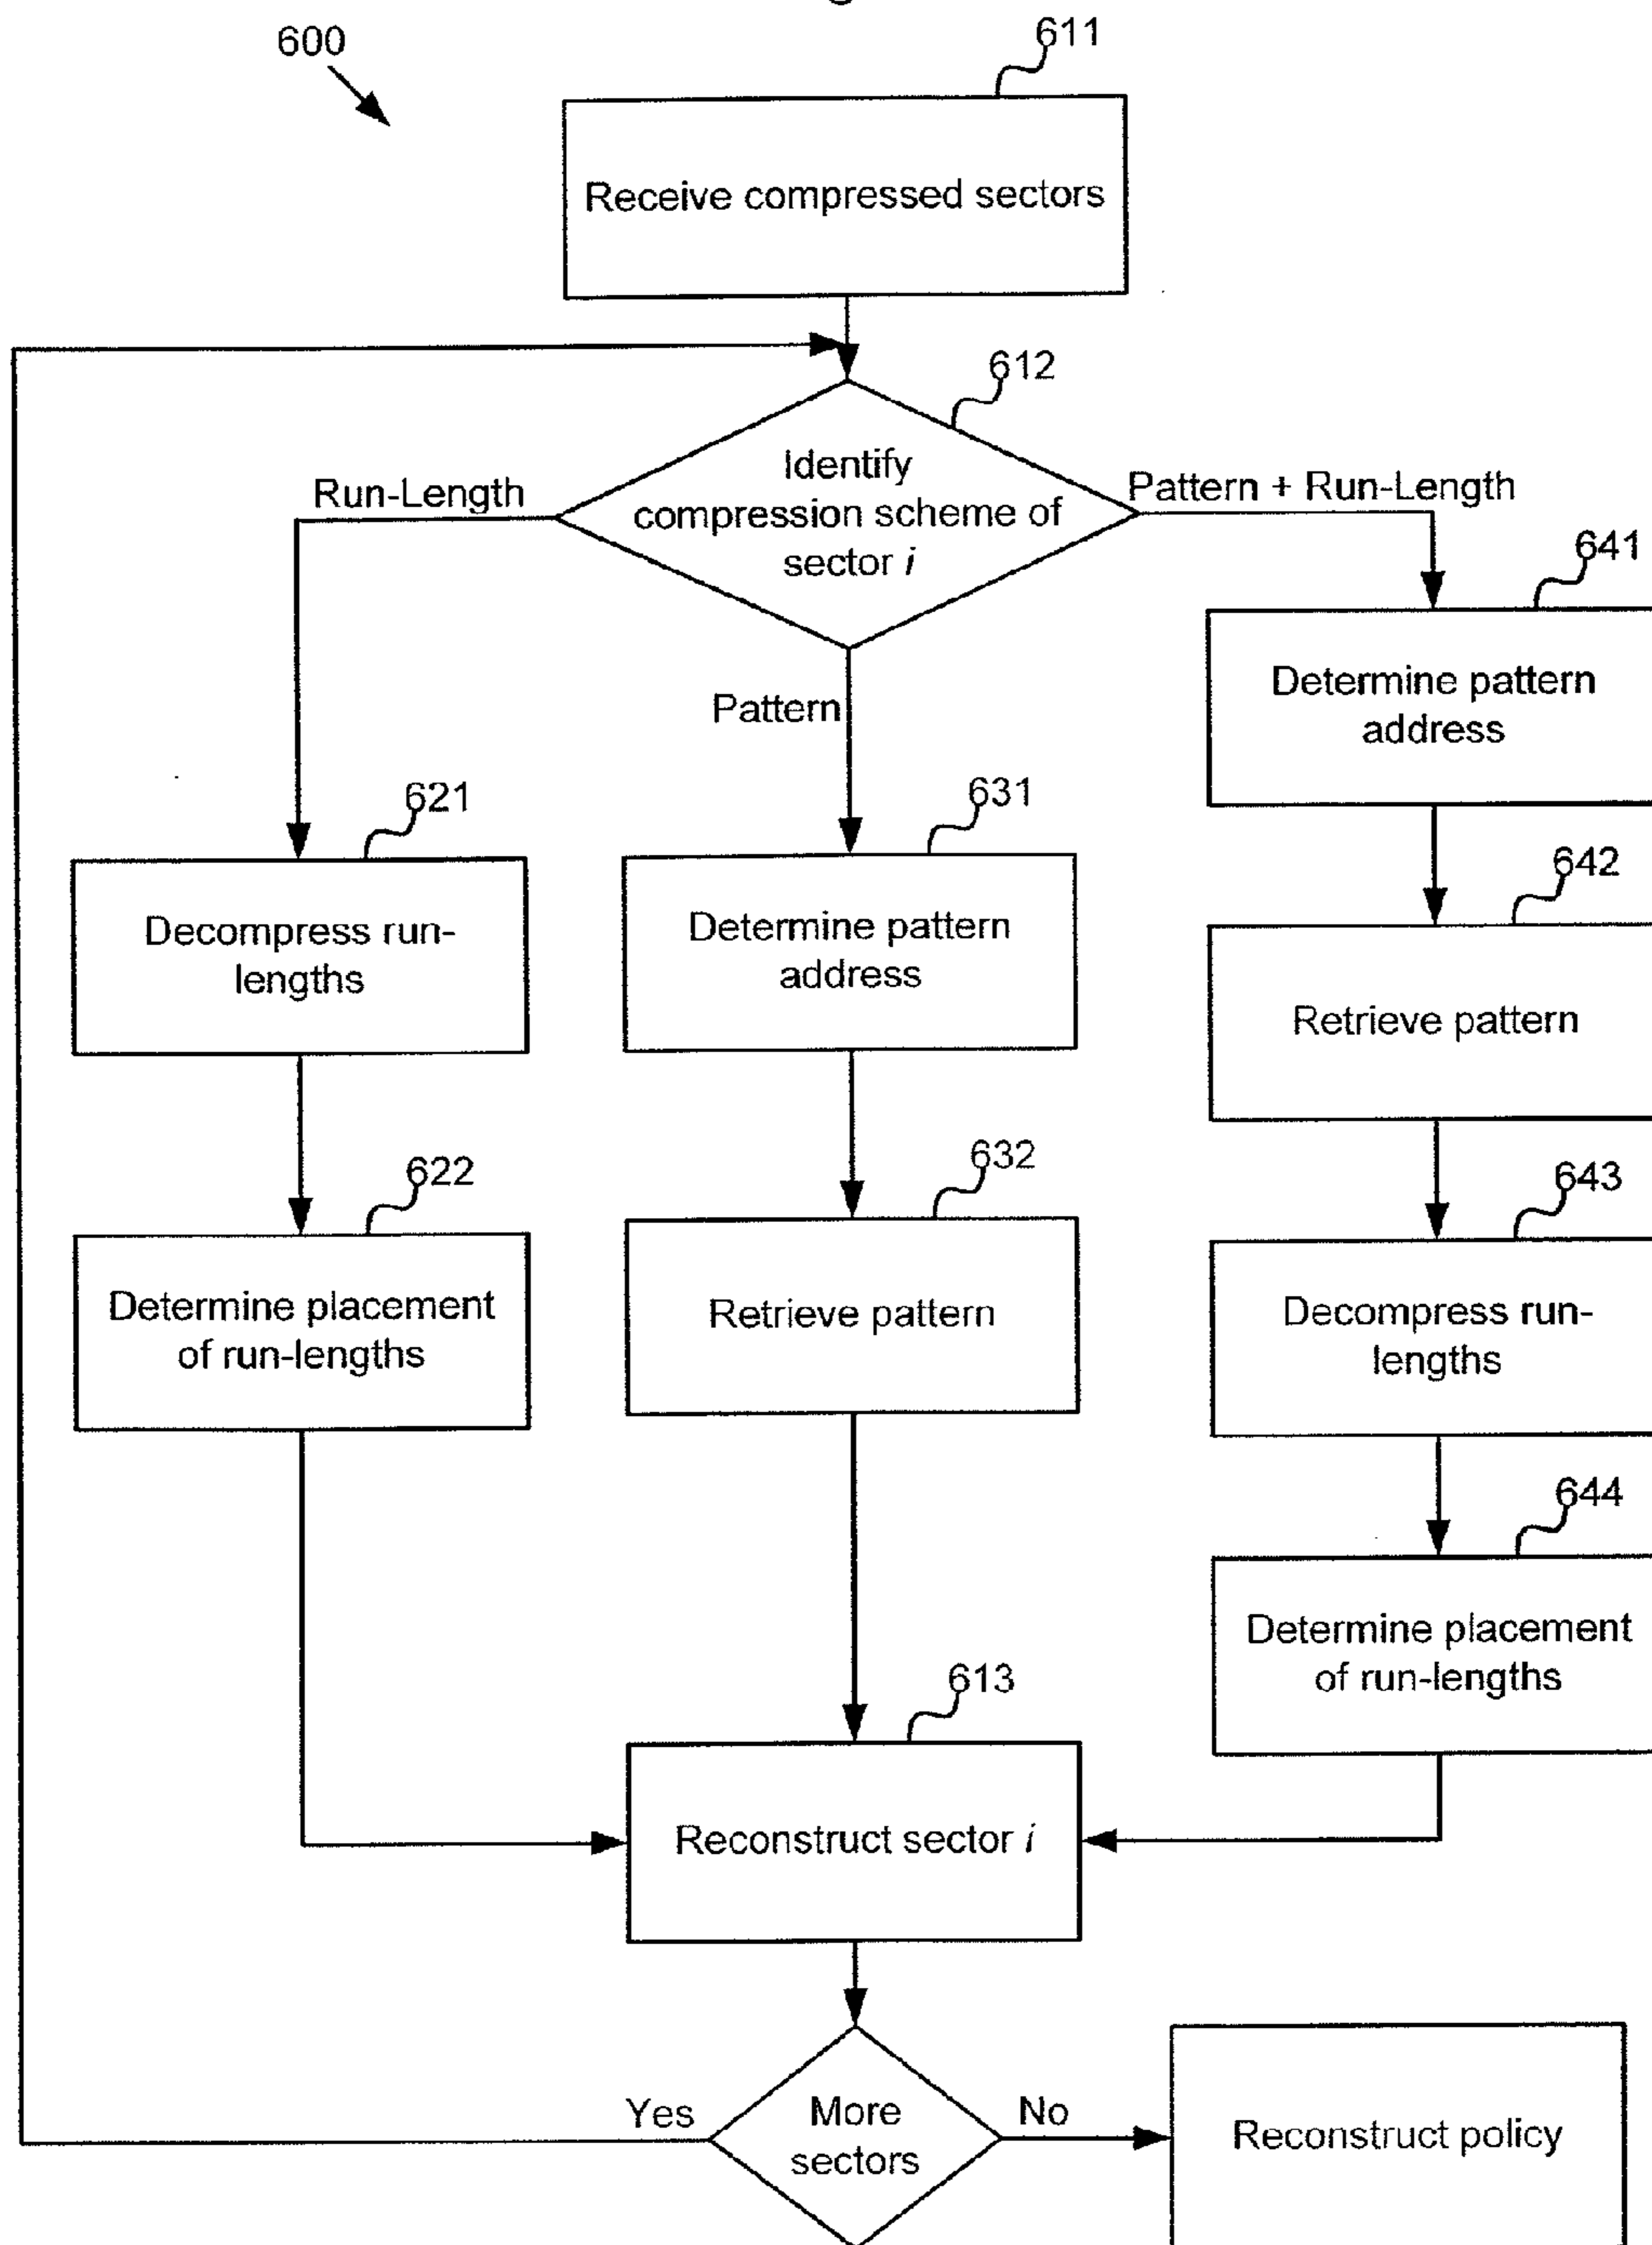 600
611
Receive compressed sectors
612
Identify
compression scheme of
sector i
Run-Length
Pattern + Run-Length
Pattern
641
Determine pattern
address
621
Decompress run-
lengths
631
Determine pattern
address
642
Retrieve pattern
622
Determine placement
of run-lengths
632
Retrieve pattern
643
Decompress run-
lengths
644
Determine placement
of run-lengths
613
Reconstruct sector i
Yes
More
sectors
No
Reconstruct policy